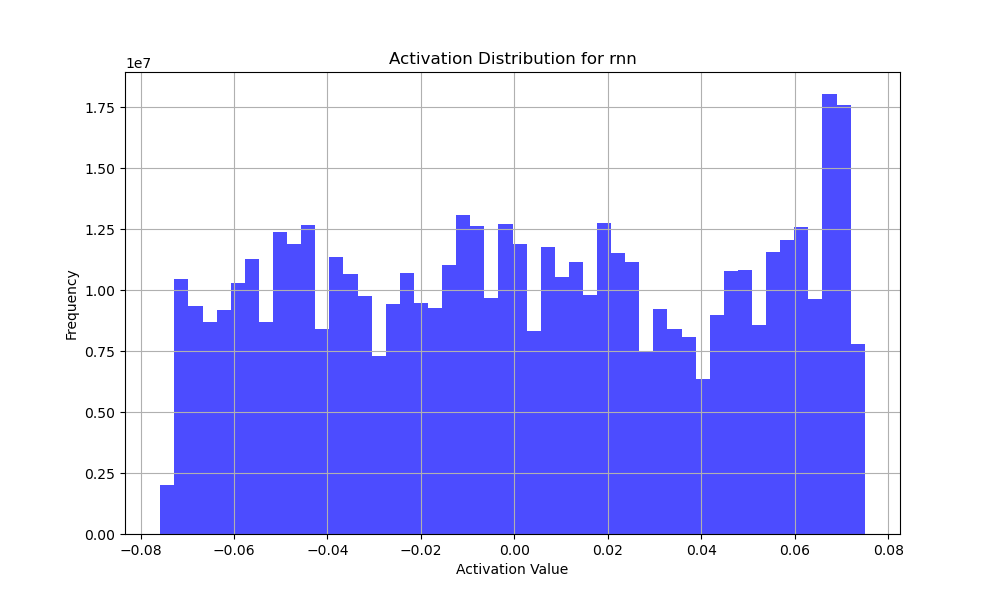 Activation Distribution for rnn
1e7
1.75
1.50
1.25
1.00
0.75
0.50
0.25
0.00
Frequency
−0.08 −0.06 −0.04 −0.02 0.00 0.02 0.04 0.06 0.08
Activation Value